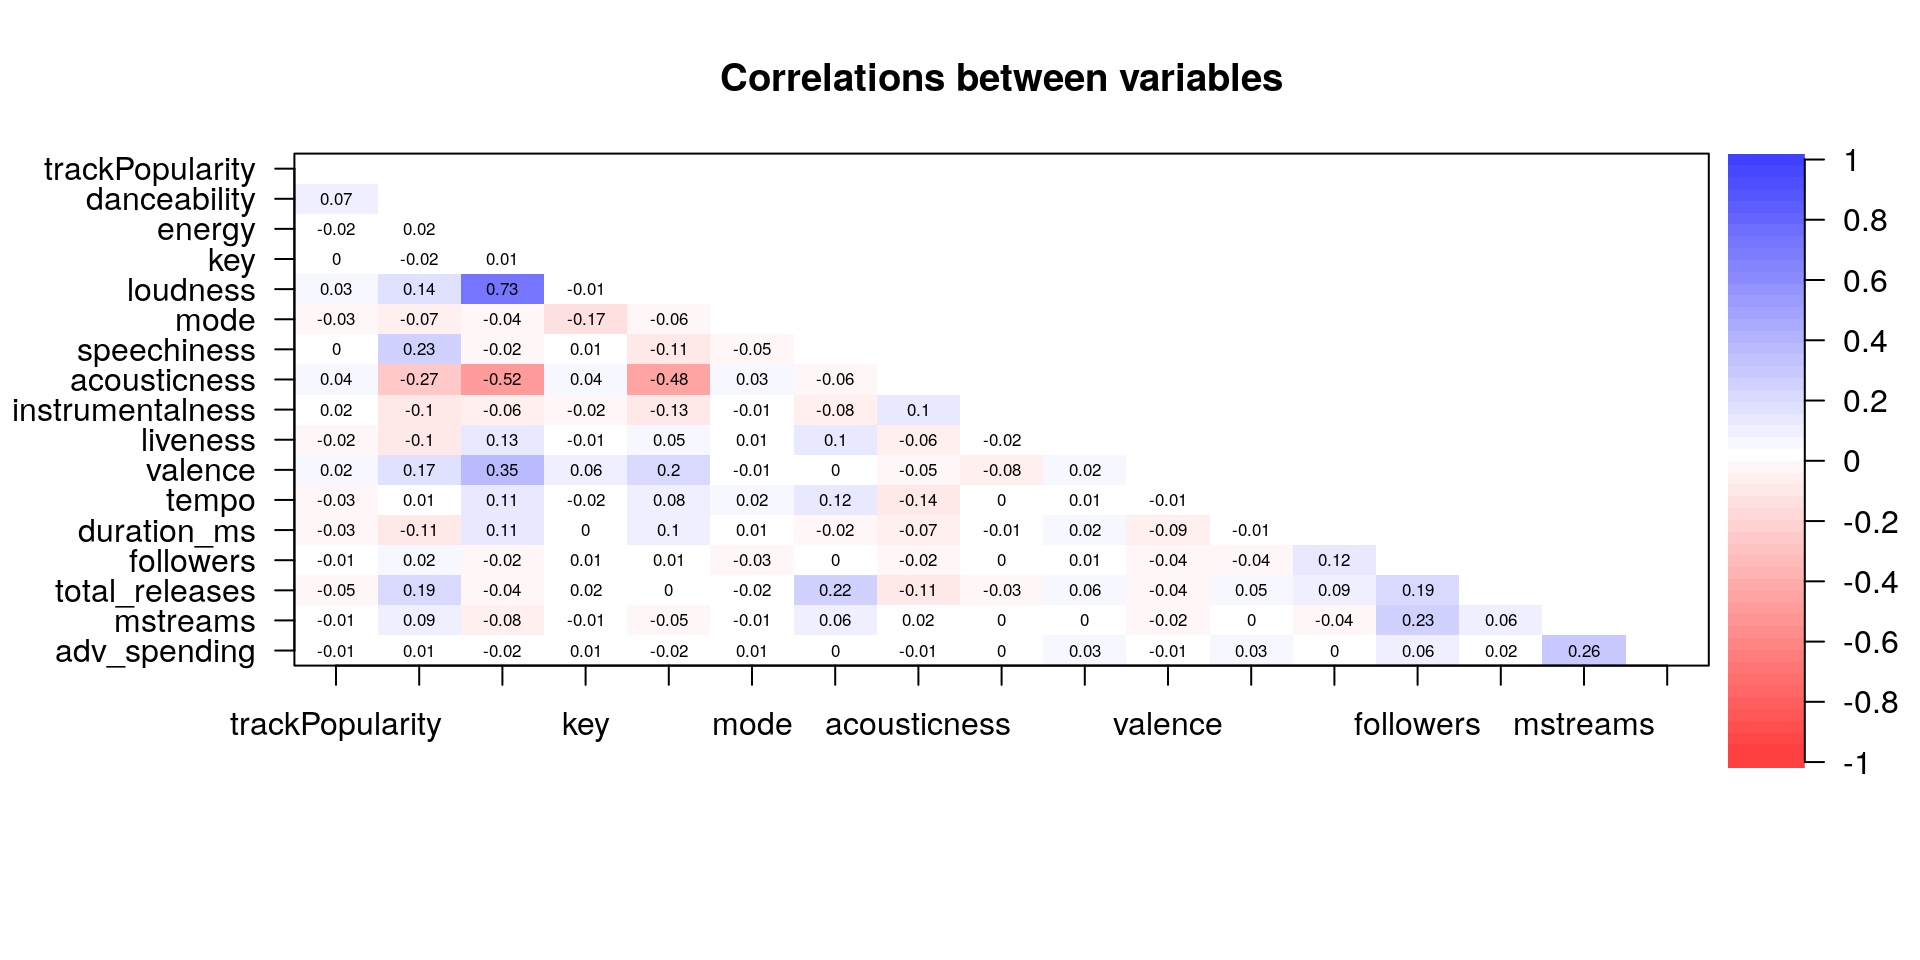 Correlations between variables
trackPopularity
danceability 0.07
energy -0.02 0.02
key 0 -0.02 0.01
loudness 0.03 0.14 0.73 -0.01
mode -0.03 -0.07 -0.04 -0.17 -0.06
speechiness 0 0.23 -0.02 0.01 -0.11 -0.05
acousticness 0.04 -0.27 -0.52 0.04 -0.48 0.03 -0.06
instrumentalness 0.02 -0.1 -0.06 -0.02 -0.13 -0.01 -0.08 0.1
liveness -0.02 -0.1 0.13 -0.01 0.05 0.01 0.1 -0.06 -0.02
valence 0.02 0.17 0.35 0.06 0.2 -0.01 0 -0.05 -0.08 0.02
tempo -0.03 0.01 0.11 -0.02 0.08 0.02 0.12 -0.14 0 0.01 -0.01
duration_ms -0.03 -0.11 0.11 0 0.1 0.01 -0.02 -0.07 -0.01 0.02 -0.09 -0.01
followers -0.01 0.02 -0.02 0.01 0.01 -0.03 0 -0.02 0 0.01 -0.04 -0.04 0.12
total_releases -0.05 0.19 -0.04 0.02 0 -0.02 0.22 -0.11 -0.03 0.06 -0.04 0.05 0.09 0.19
mstreams -0.01 0.09 -0.08 -0.01 -0.05 -0.01 0.06 0.02 0 0 -0.02 0 -0.04 0.23 0.06
adv_spending -0.01 0.01 -0.02 0.01 -0.02 0.01 0 -0.01 0 0.03 -0.01 0.03 0 0.06 0.02 0.26
trackPopularity key mode acousticness valence followers mstreams
1
0.8
0.6
0.4
0.2
0
-0.2
-0.4
-0.6
-0.8
-1